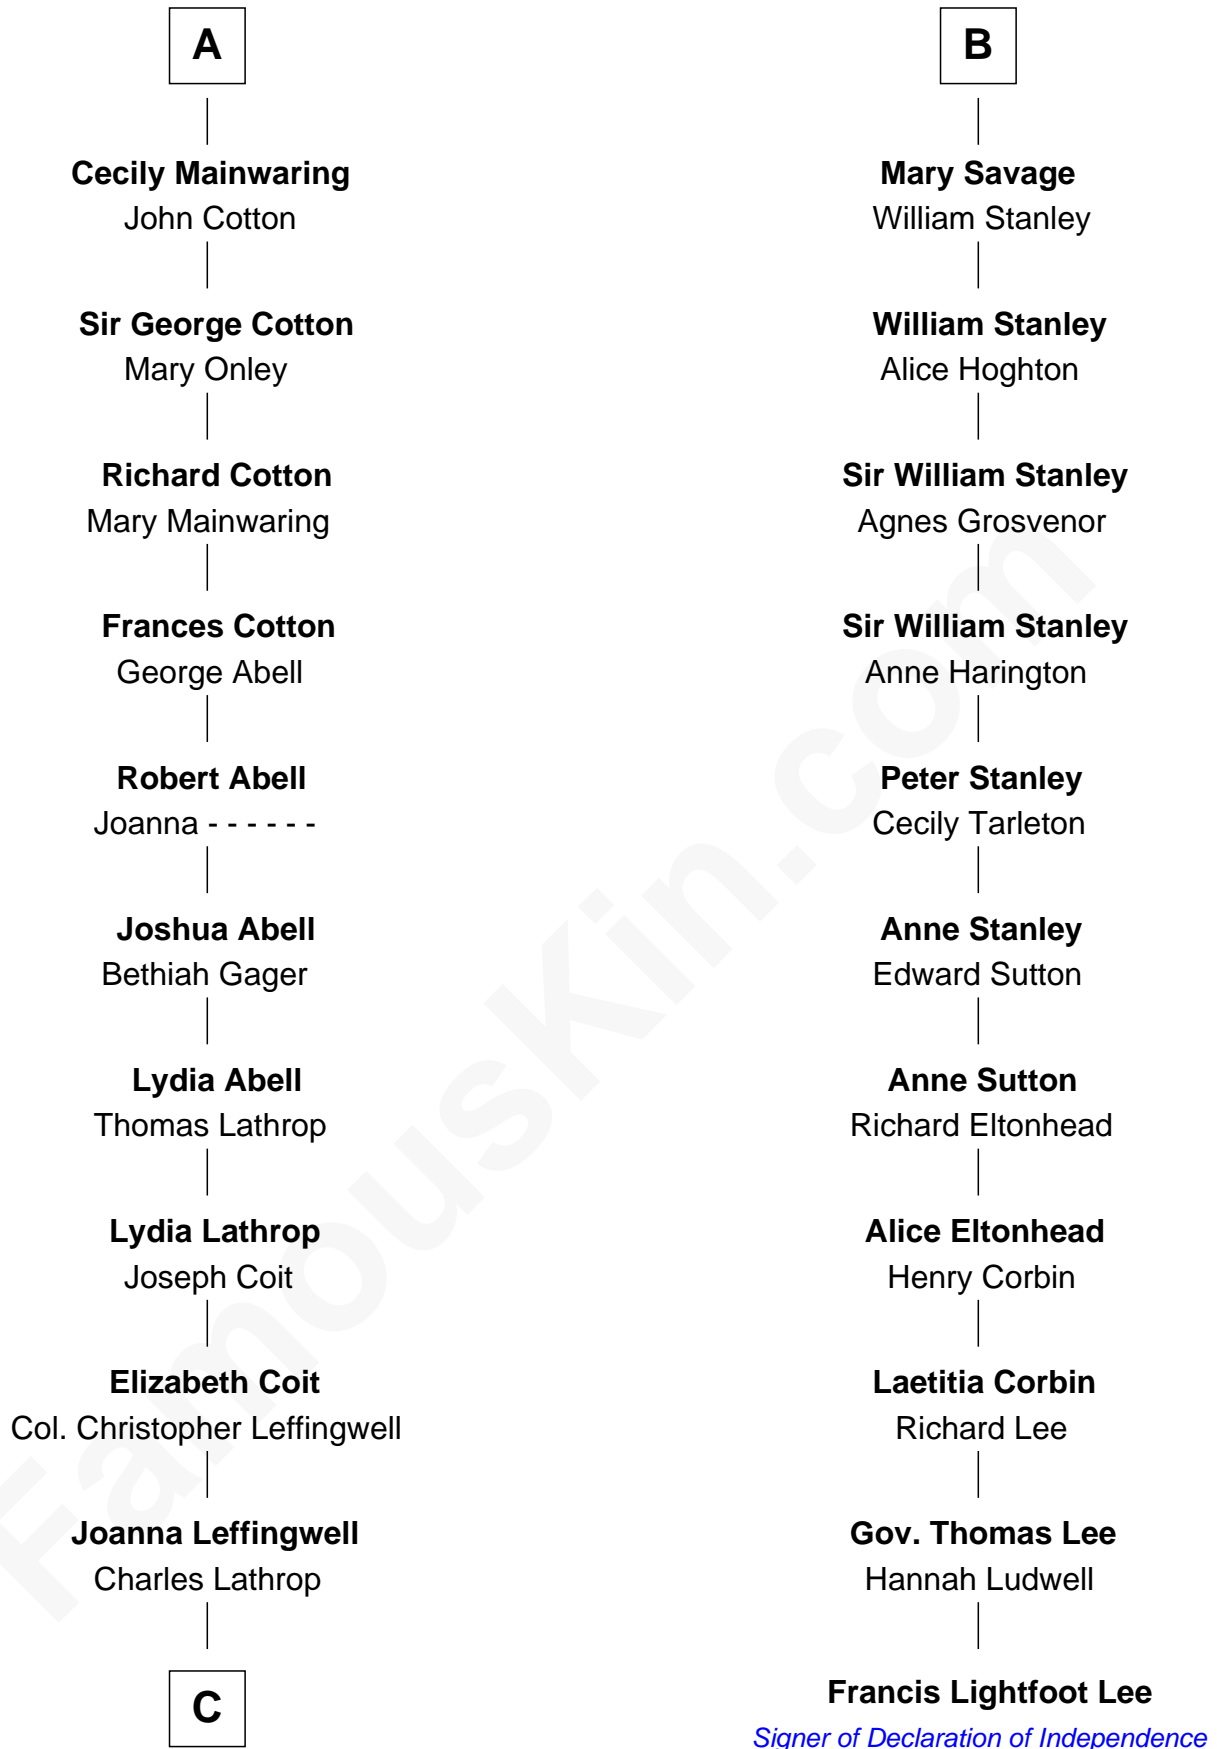 A
Cecily Mainwaring
John Cotton
Sir George Cotton
Mary Onley
Richard Cotton
Mary Mainwaring
Frances Cotton
George Abell
Robert Abell
Joanna - - - - - -
Joshua Abell
Bethiah Gager
Lydia Abell
Thomas Lathrop
Lydia Lathrop
Joseph Coit
Elizabeth Coit
Col. Christopher Leffingwell
Joanna Leffingwell
Charles Lathrop
C
B
Mary Savage
William Stanley
William Stanley
Alice Hoghton
Sir William Stanley
Agnes Grosvenor
Sir William Stanley
Anne Harington
Peter Stanley
Cecily Tarleton
Anne Stanley
Edward Sutton
Anne Sutton
Richard Eltonhead
Alice Eltonhead
Henry Corbin
Laetitia Corbin
Richard Lee
Gov. Thomas Lee
Hannah Ludwell
Francis Lightfoot Lee
Signer of Declaration of Independence
FamousKin.com